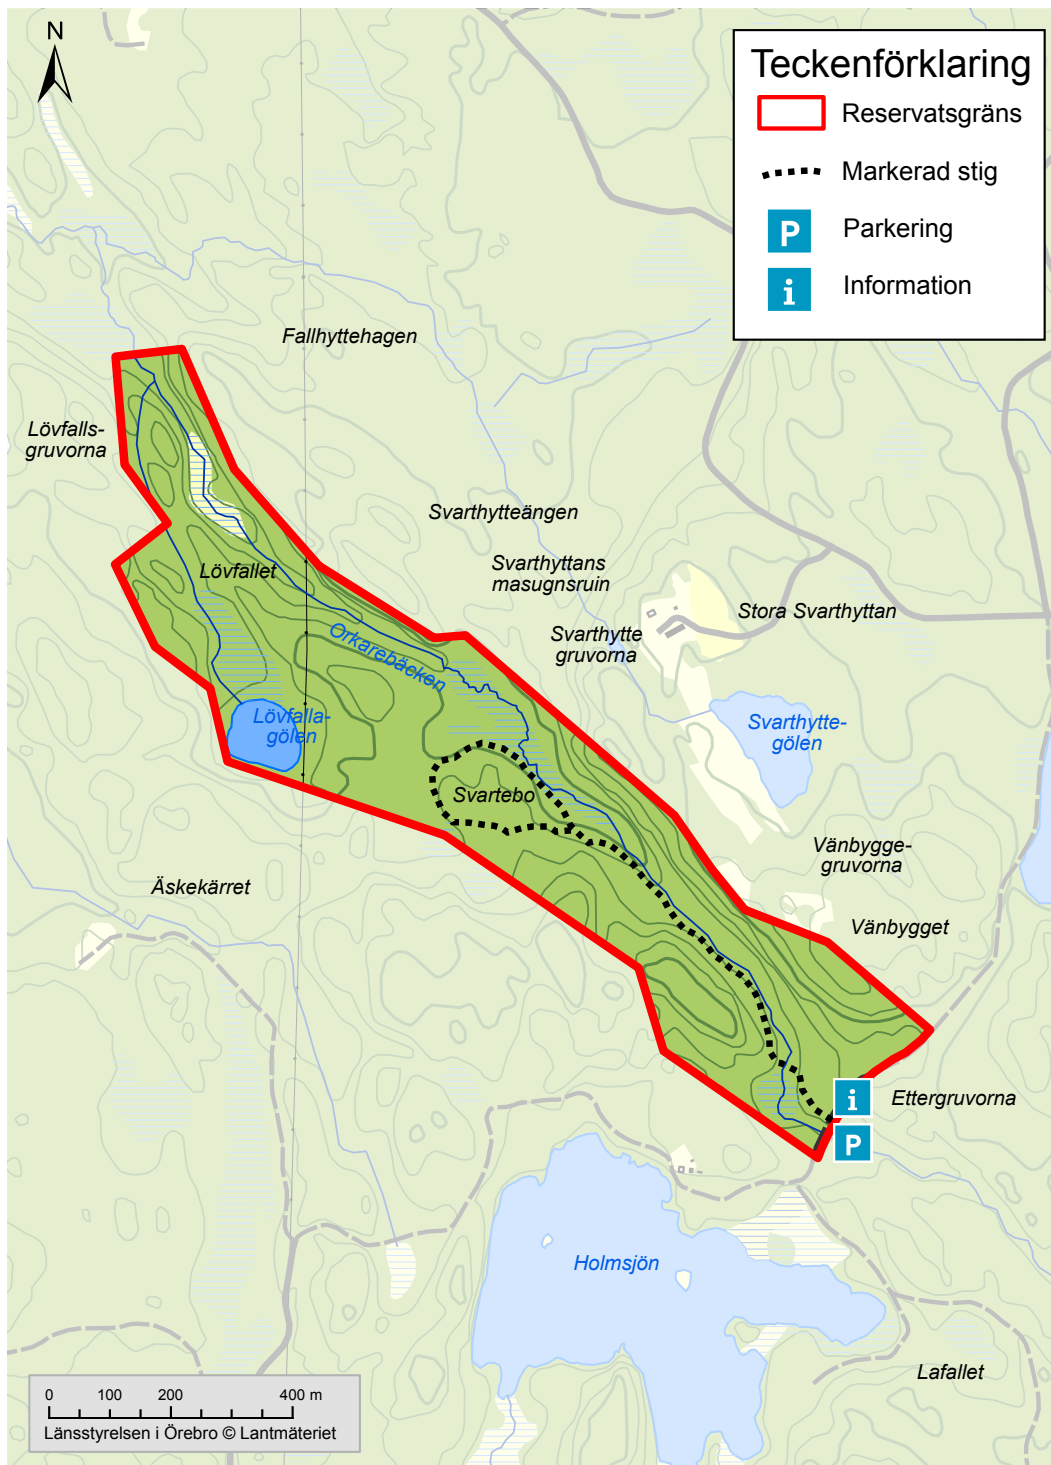 N
Teckenförklaring
Reservatsgräns
Markerad stig
P
Parkering
i
Information
Fallhyttehagen
Lövfalls-
gruvorna
Svarthytteängen
Svarthyttans
masugnsruin
Lövfallet
Stora Svarthyttan
Svarthytte
gruvorna
Orkarebäcken
Lövfalla-
gölen
Svarthytte-
gölen
Svartebo
Vänbygge-
gruvorna
Äskekärret
Vänbygget
i
Ettergruvorna
P
Holmsjön
Lafallet
0 100 200 400 m
Länsstyrelsen i Örebro © Lantmäteriet